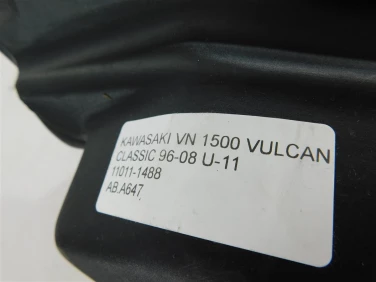 KAWASAKI VN 1500 VULCAN
CLASSIC 96-08 U-11
11011-1488
AB.A647